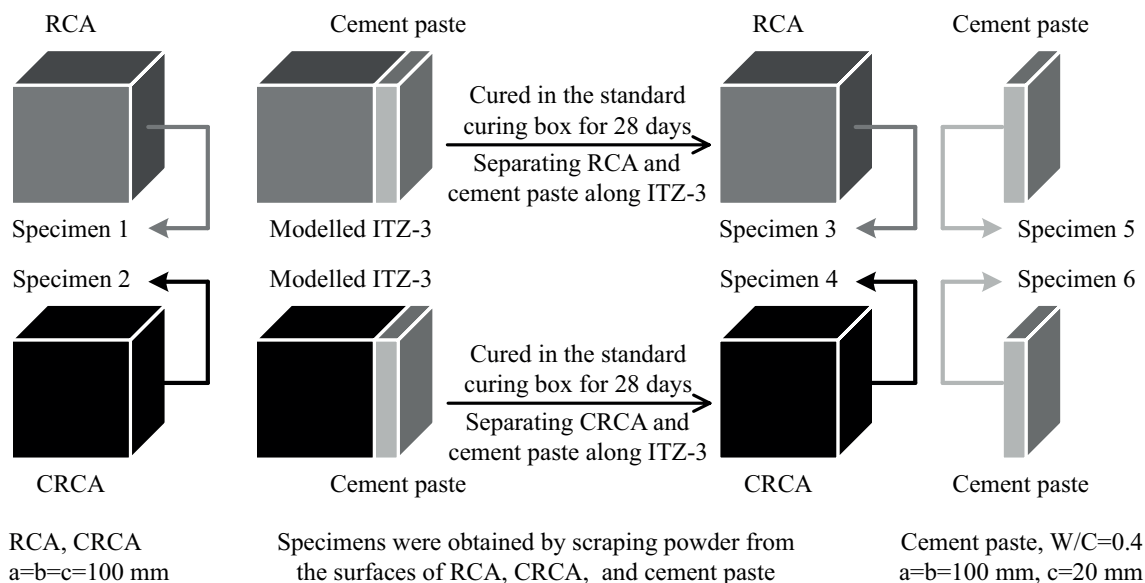 RCA
Cement paste
RCA
Cement paste
Cured in the standard
curing box for 28 days
Separating RCA and
cement paste along ITZ-3
Specimen 1
Modelled ITZ-3
Specimen 3
Specimen 5
Specimen 2
Modelled ITZ-3
Specimen 4
Specimen 6
Cured in the standard
curing box for 28 days
Separating CRCA and
cement paste along ITZ-3
CRCA
Cement paste
CRCA
Cement paste
RCA, CRCA
a=b=c=100 mm
Specimens were obtained by scraping powder from
the surfaces of RCA, CRCA, and cement paste
Cement paste, W/C=0.4
a=b=100 mm, c=20 mm